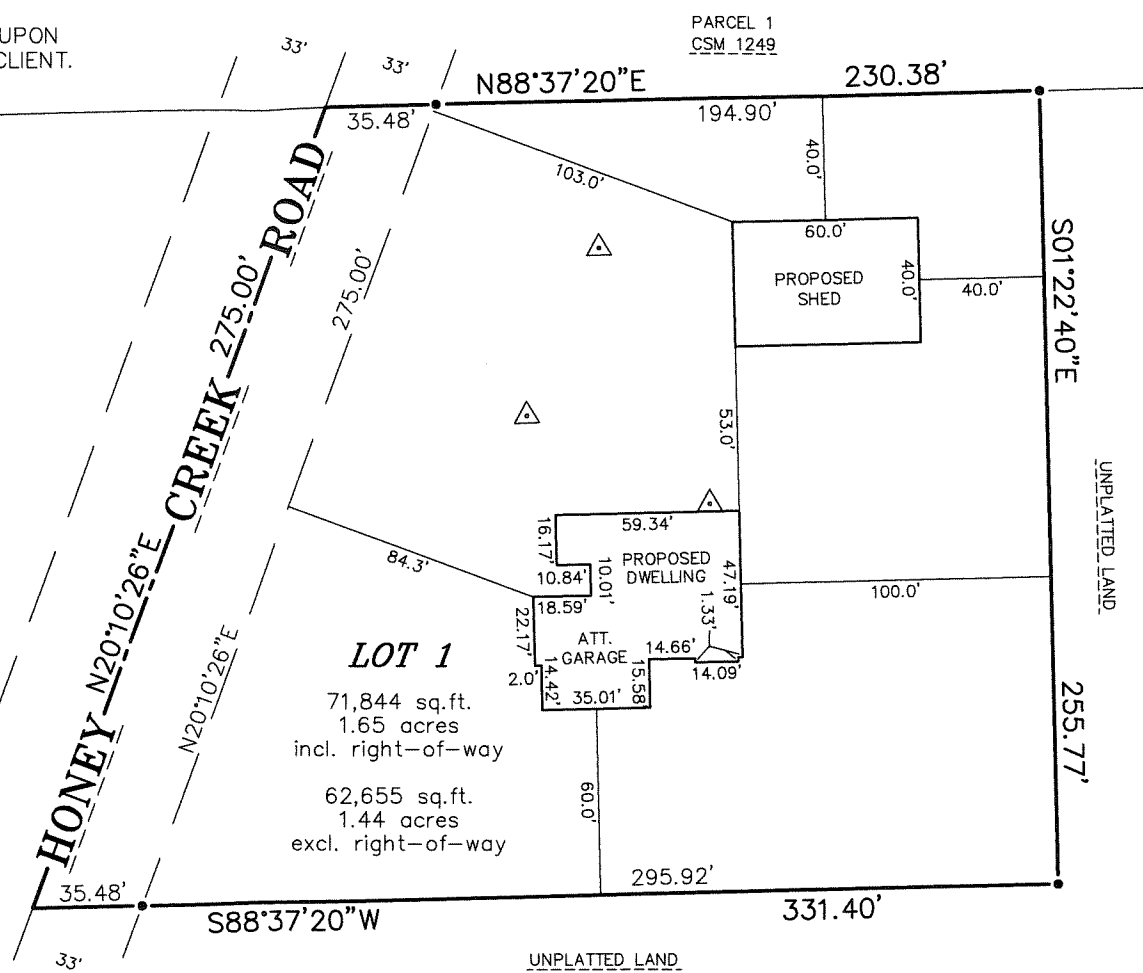 UPON
CLIENT.
33'
33'
PARCEL 1
CSM 1249
N88°37'20"E
230.38'
35.48'
194.90'
HONEY CREEK ROAD
N20°10'26"E 275.00'
275.00'
N20°10'26"E
103.0'
40.0'
60.0'
PROPOSED
SHED
40.0'
40.0'
S01°22'40"E
255.77'
UNPLATTED LAND
53.0'
84.3'
59.34'
16.17'
10.84'
10.01'
PROPOSED
DWELLING
47.19'
1.33'
100.0'
18.59'
22.17'
ATT.
GARAGE
14.66'
14.09'
2.0'
14.42'
35.01'
15.58'
60.0'
LOT 1
71,844 sq.ft.
1.65 acres
incl. right-of-way
62,655 sq.ft.
1.44 acres
excl. right-of-way
35.48'
295.92'
S88°37'20"W
331.40'
33'
UNPLATTED LAND